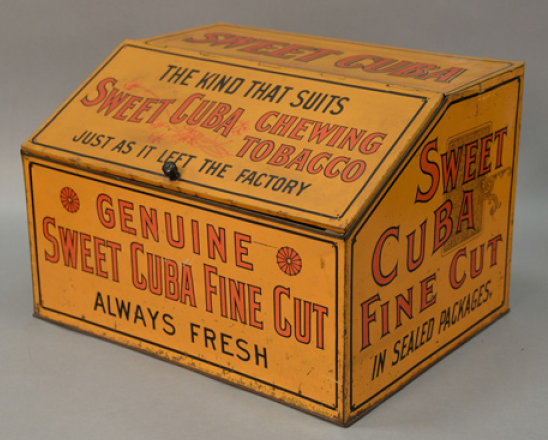 SWEET CUBA
THE KIND THAT SUITS
SWEET CUBA CHEWING
TOBACCO
JUST AS IT LEFT THE FACTORY
GENUINE
SWEET CUBA FINE CUT
ALWAYS FRESH
SWEET
CUBA
FINE CUT
IN SEALED PACKAGES.